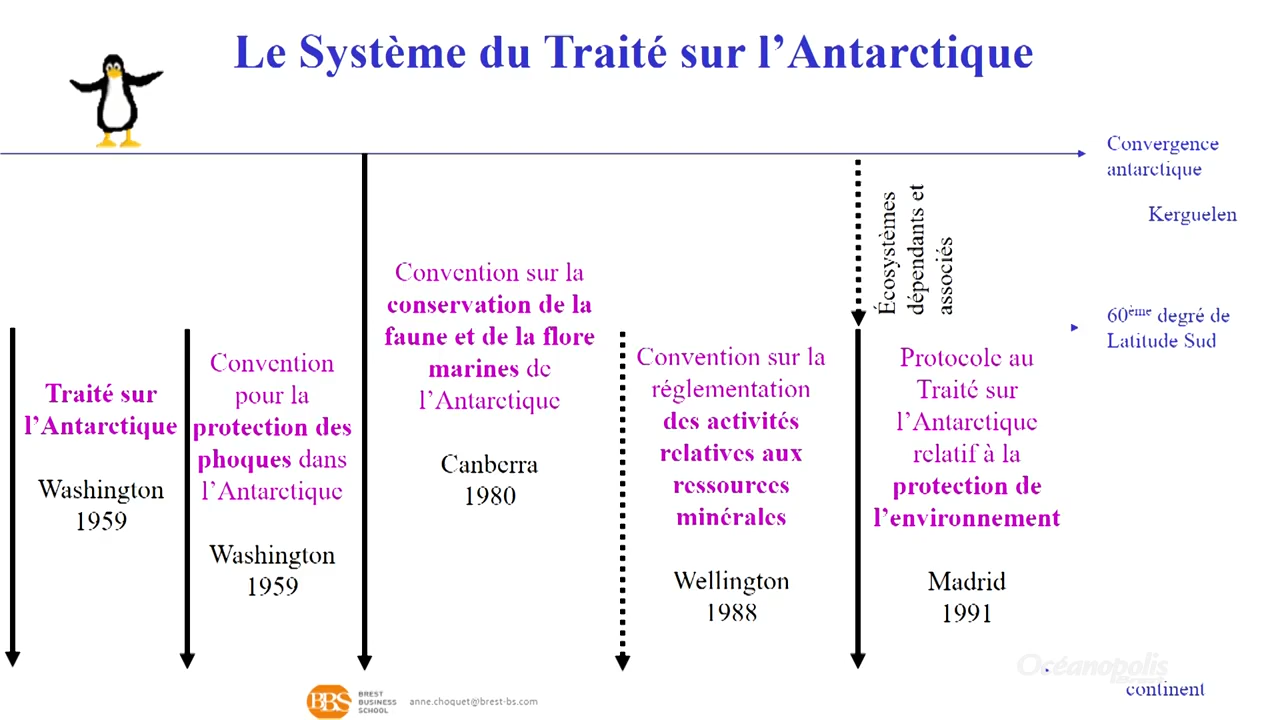 Le Système du Traité sur l'Antarctique
Convergence
antarctique
Kerguelen
60ème degré de
Latitude Sud
Traité sur
l'Antarctique
Washington
1959
Convention
pour la
protection des
phoques dans
l'Antarctique
Washington
1959
Convention sur la
conservation de la
faune et de la flore
marines de
l'Antarctique
Canberra
1980
Convention sur la
réglementation
des activités
relatives aux
ressources
minérales
Wellington
1988
Écosystèmes
dépendants et
associés
Protocole au
Traité sur
l'Antarctique
relatif à la
protection de
l'environnement
Madrid
1991
Océanopolis
Brest
continent
BBS
BREST
BUSINESS
SCHOOL
anne.choquet@brest-bs.com